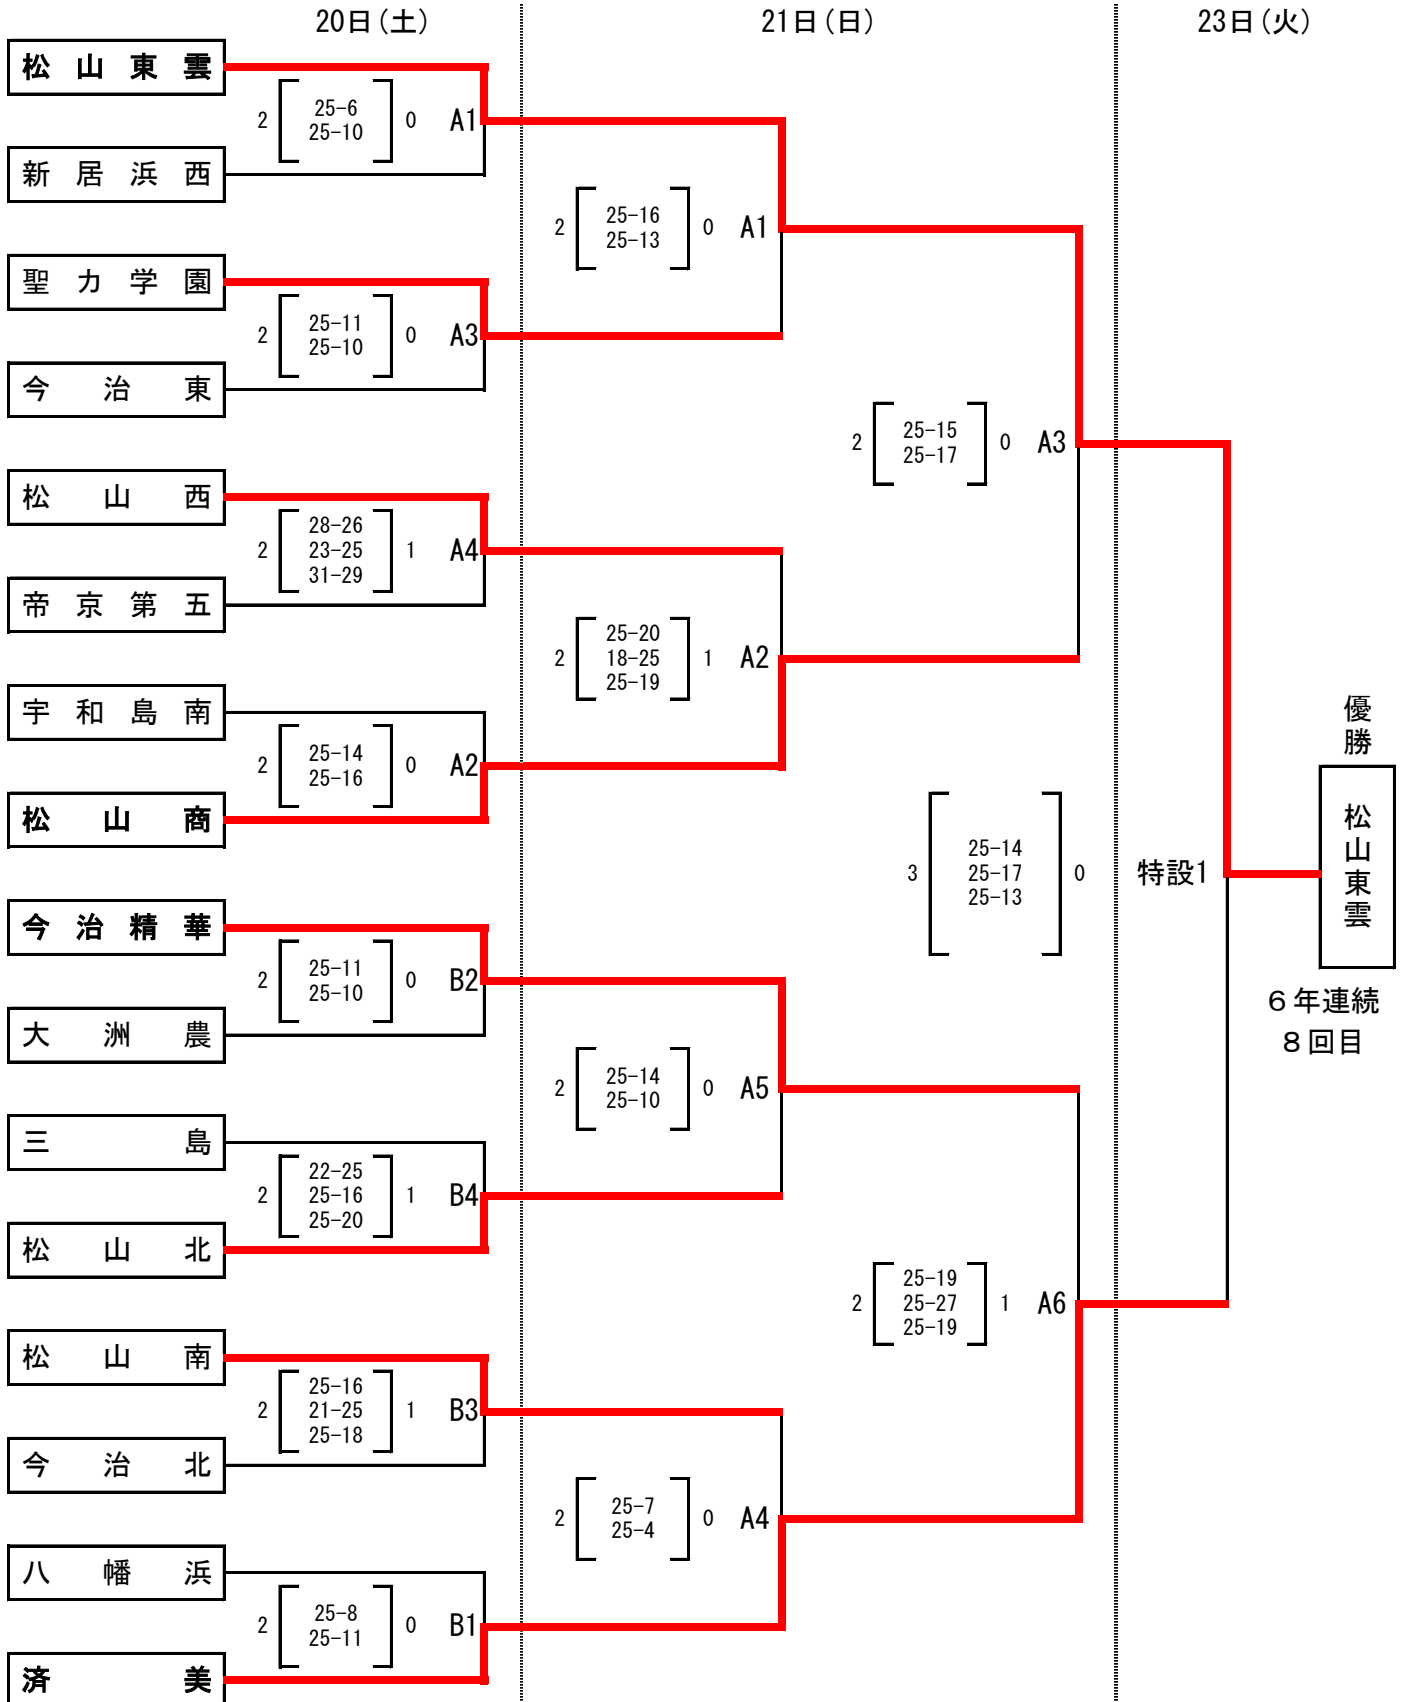 20日(土)
21日(日)
23日(火)
松山東雲
2 25-6 0 A1
25-10
新居浜西
2 25-16 0 A1
25-13
聖カ学園
2 25-11 0 A3
25-10
今治東
2 25-15 0 A3
25-17
松山西
2 28-26 1 A4
23-25
31-29
帝京第五
2 25-20 1 A2
18-25
25-19
宇和島南
2 25-14 0 A2
25-16
松山商
優勝
松山東雲
6年連続
8回目
3 25-14 0 特設1
25-17
25-13
今治精華
2 25-11 0 B2
25-10
大洲農
2 25-14 0 A5
25-10
三島
2 22-25 1 B4
25-16
25-20
松山北
2 25-19 1 A6
25-27
25-19
松山南
2 25-16 1 B3
21-25
25-18
今治北
2 25-7 0 A4
25-4
八幡浜
2 25-8 0 B1
25-11
済美